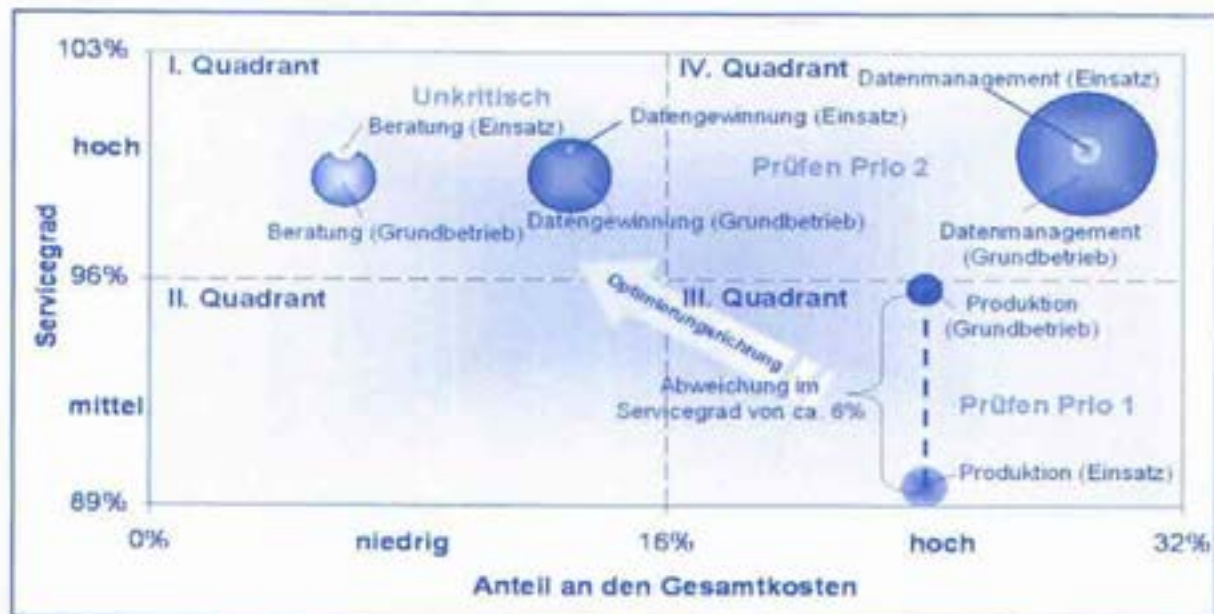 103%
I. Quadrant
IV. Quadrant
Datenmanagement (Einsatz)
Unkritisch
Beratung (Einsatz)
Datengewinnung (Einsatz)
hoch
Prüfen Prio 2
Beratung (Grundbetrieb)
Datengewinnung (Grundbetrieb)
Datenmanagement
(Grundbetrieb)
Servicegrad
96%
II. Quadrant
III. Quadrant
Optimierungsrichtung
Produktion
(Grundbetrieb)
Abweichung im
Servicegrad von ca. 6%
mittel
Prüfen Prio 1
Produktion (Einsatz)
89%
0%
niedrig
16%
hoch
32%
Anteil an den Gesamtkosten